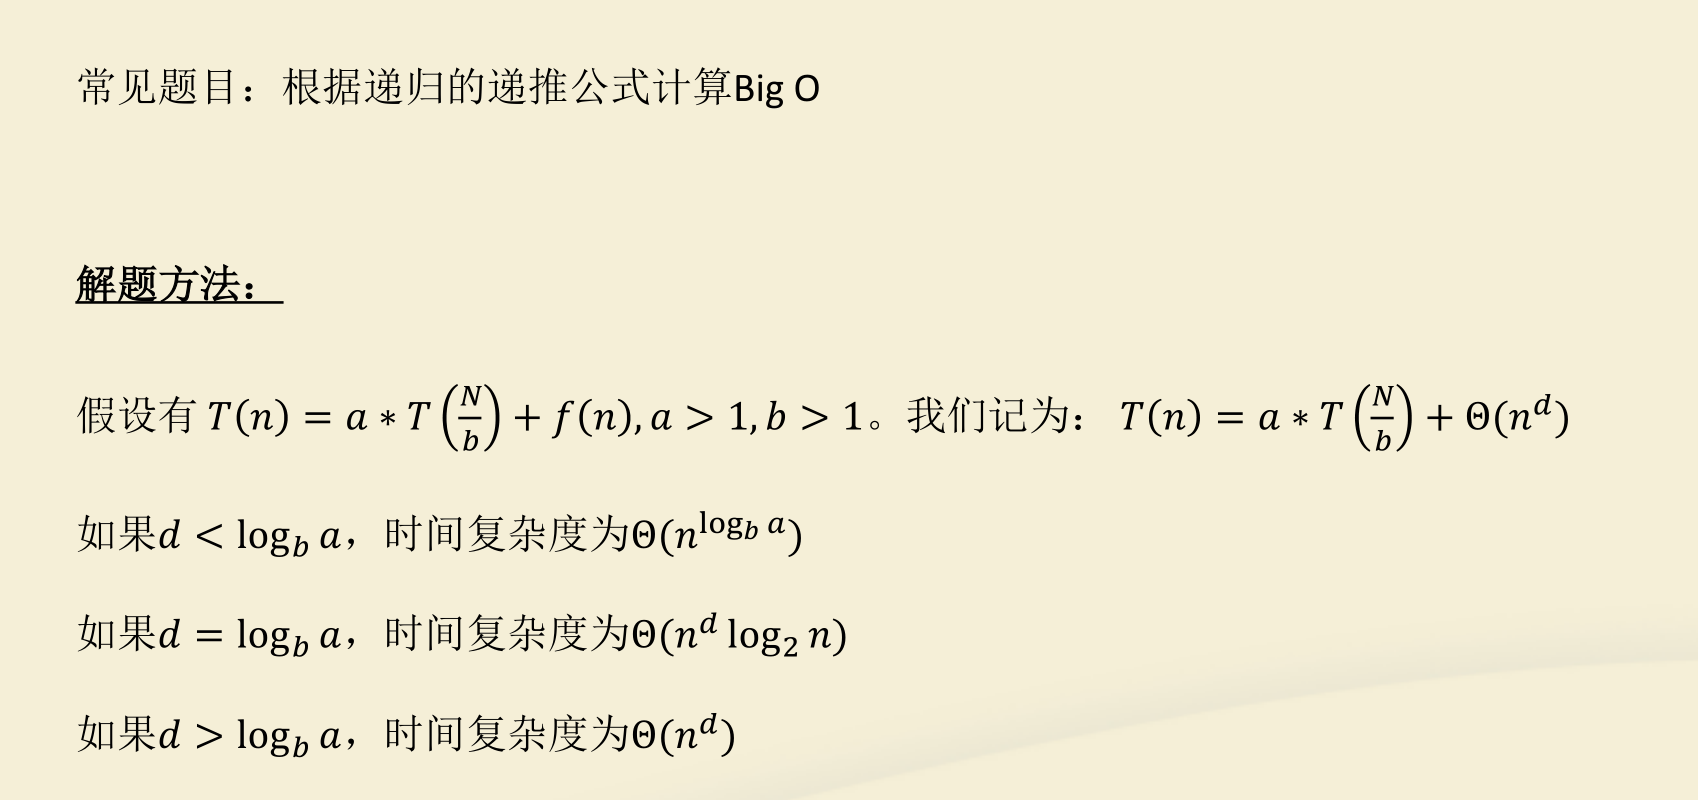 常见题目：根据递归的递推公式计算Big O
解题方法：
假设有 $T(n) = a * T\left(\frac{N}{b}\right) + f(n), a > 1, b > 1$。我们记为： $T(n) = a * T\left(\frac{N}{b}\right) + \Theta(n^d)$
如果$d < \log_b a$，时间复杂度为$\Theta(n^{\log_b a})$
如果$d = \log_b a$，时间复杂度为$\Theta(n^d \log_2 n)$
如果$d > \log_b a$，时间复杂度为$\Theta(n^d)$